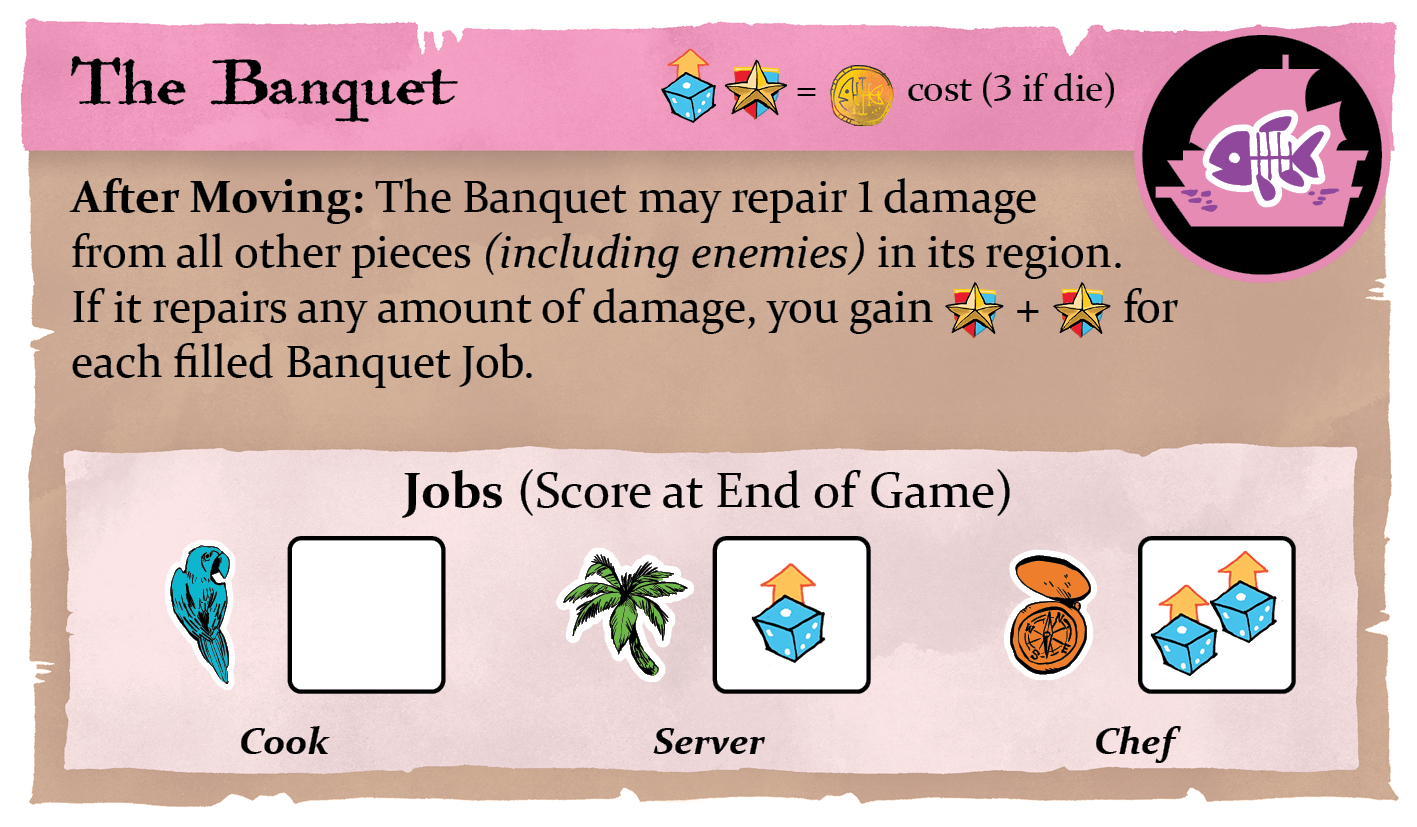 The Banquet
= cost (3 if die)
After Moving: The Banquet may repair 1 damage
from all other pieces (including enemies) in its region.
If it repairs any amount of damage, you gain + for
each filled Banquet Job.
Jobs (Score at End of Game)
Cook
Server
Chef